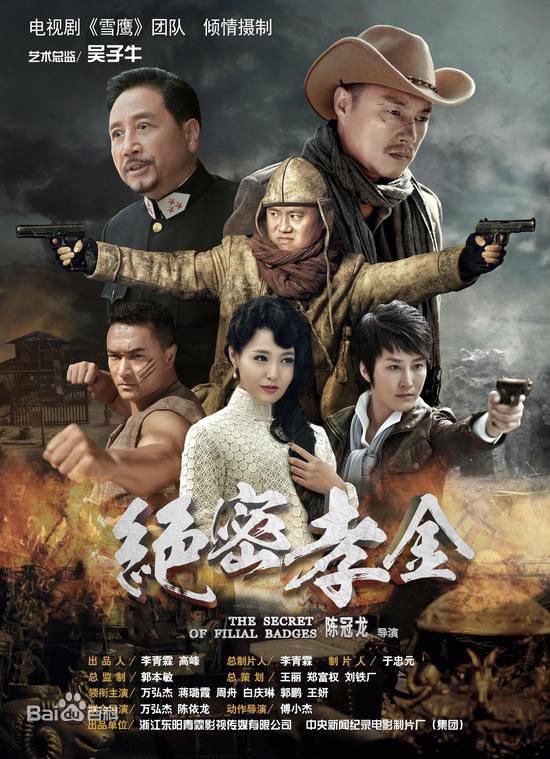 电视剧《雪鹰》团队 倾情摄制
艺术总监/吴子牛
絕密孝金
THE SECRET
OF FILIAL BADGES 陈冠龙 导演
出品人/李青霖 高峰 总制片人/李青霖 制片人/于忠元
总监制/郭本敏 总策划/王丽 郑富权 刘铁厂
领衔主演/万弘杰 蒋璐霞 周舟 白庆琳 郭鹏 王妍
万弘杰 陈依龙 动作导演/傅小杰
出品单位/浙江东阳青霖影视传媒有限公司 中央新闻纪录电影制片厂（集团）
Bai百科